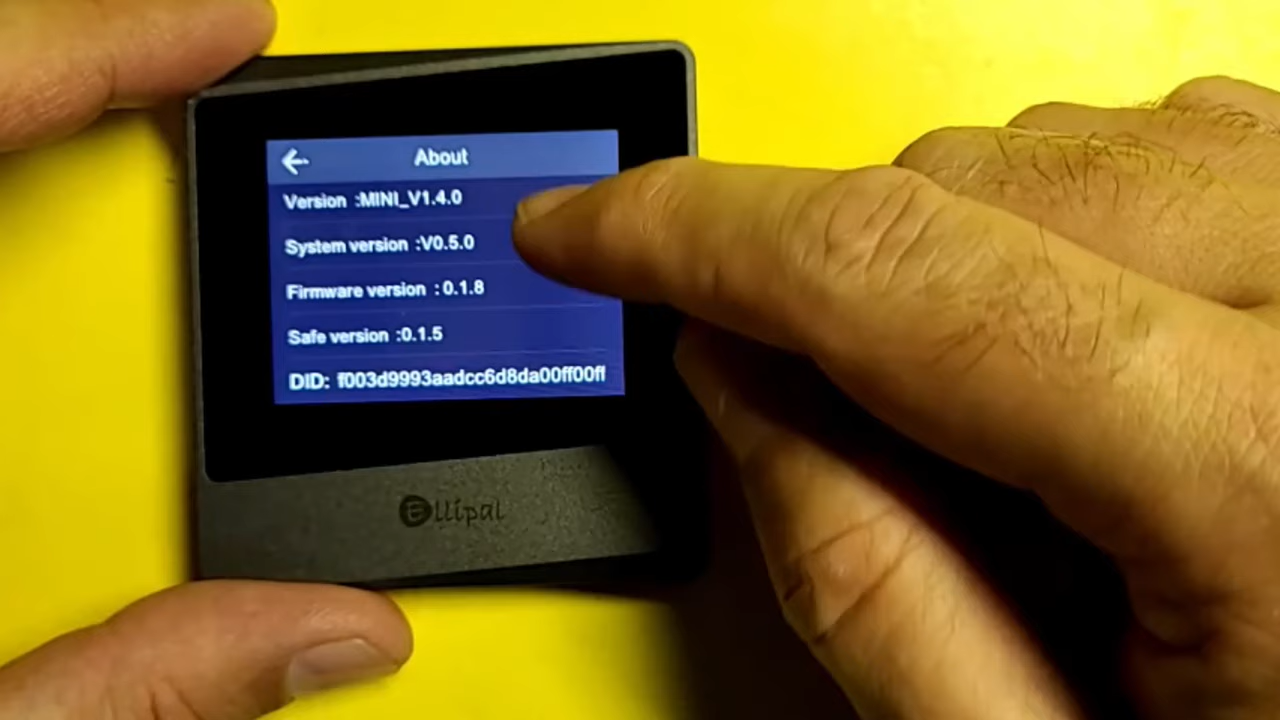 About
Version :MINI_V1.4.0
System version :V0.5.0
Firmware version : 0.1.8
Safe version :0.1.5
DID: f003d9993aadcc6d8da00ff00ff
Ellipal